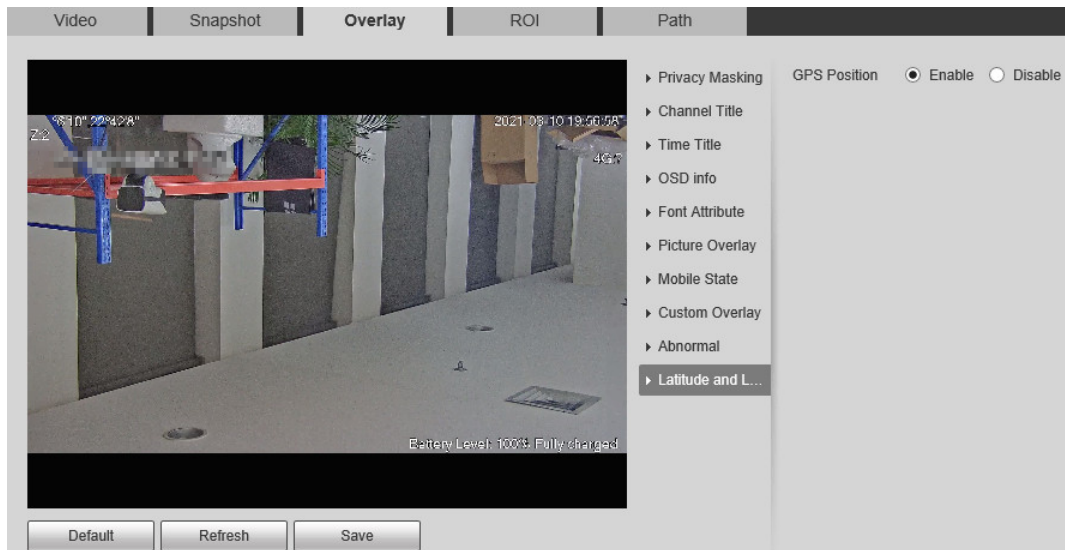 Video Snapshot Overlay ROI Path
Privacy Masking
Channel Title
Time Title
OSD info
Font Attribute
Picture Overlay
Mobile State
Custom Overlay
Abnormal
Latitude and L...
GPS Position Enable Disable
2021-08-10 19:56:58
Z:2
Battery Level: 100% Fully charged
Default Refresh Save